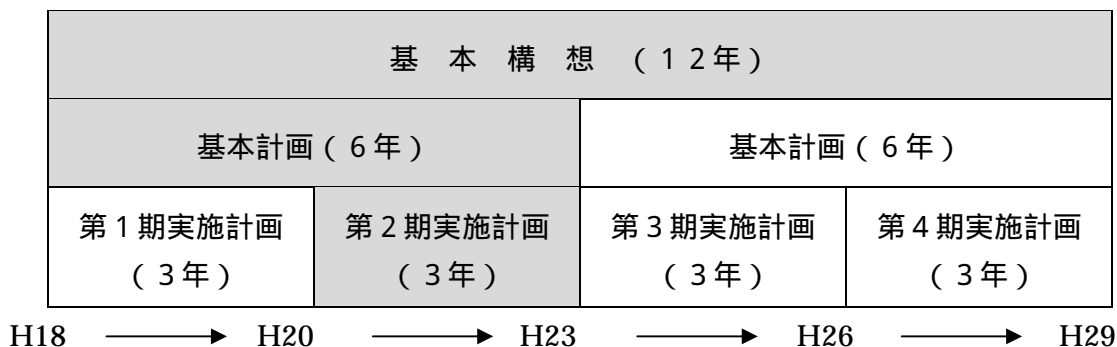 基 本 構 想 （１２年）
基本計画（６年） 基本計画（６年）
第１期実施計画 第２期実施計画 第３期実施計画 第４期実施計画
（３年） （３年） （３年） （３年）
H18 → H20 → H23 → H26 → H29